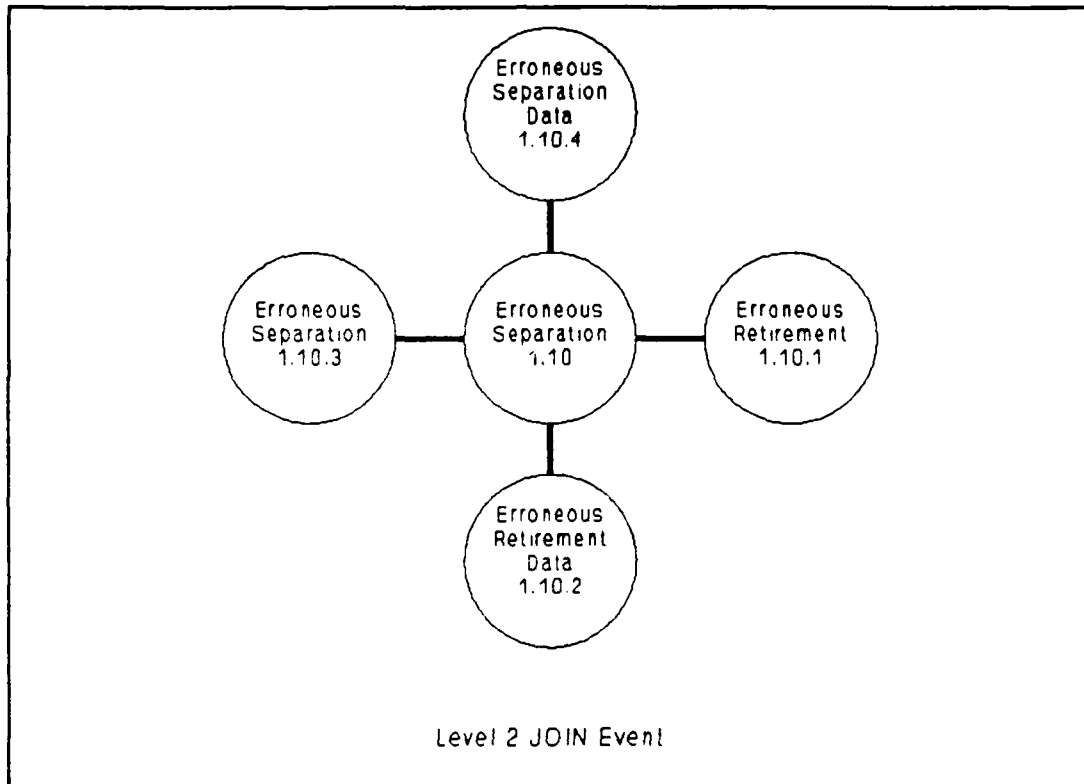 Erroneous
Separation
Data
1.10.4
Erroneous
Separation
1.10.3
Erroneous
Separation
1.10
Erroneous
Retirement
1.10.1
Erroneous
Retirement
Data
1.10.2
Level 2 JOIN Event